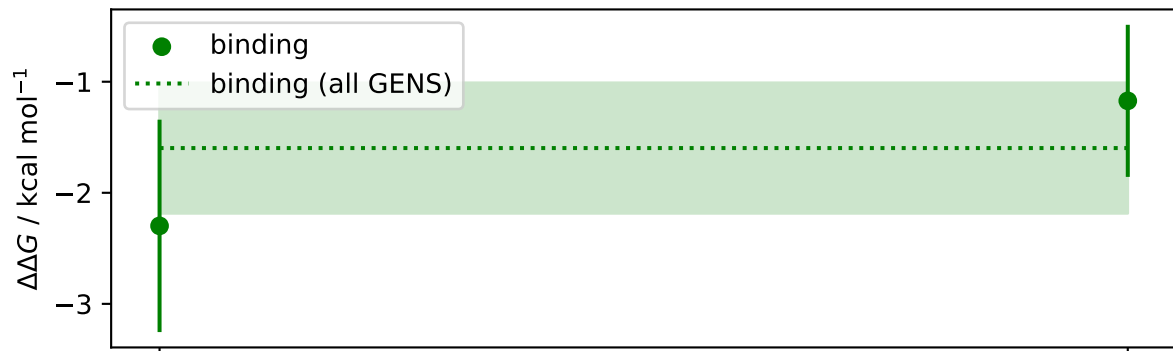 binding
binding (all GENS)
ΔΔG / kcal mol⁻¹
−1
−2
−3